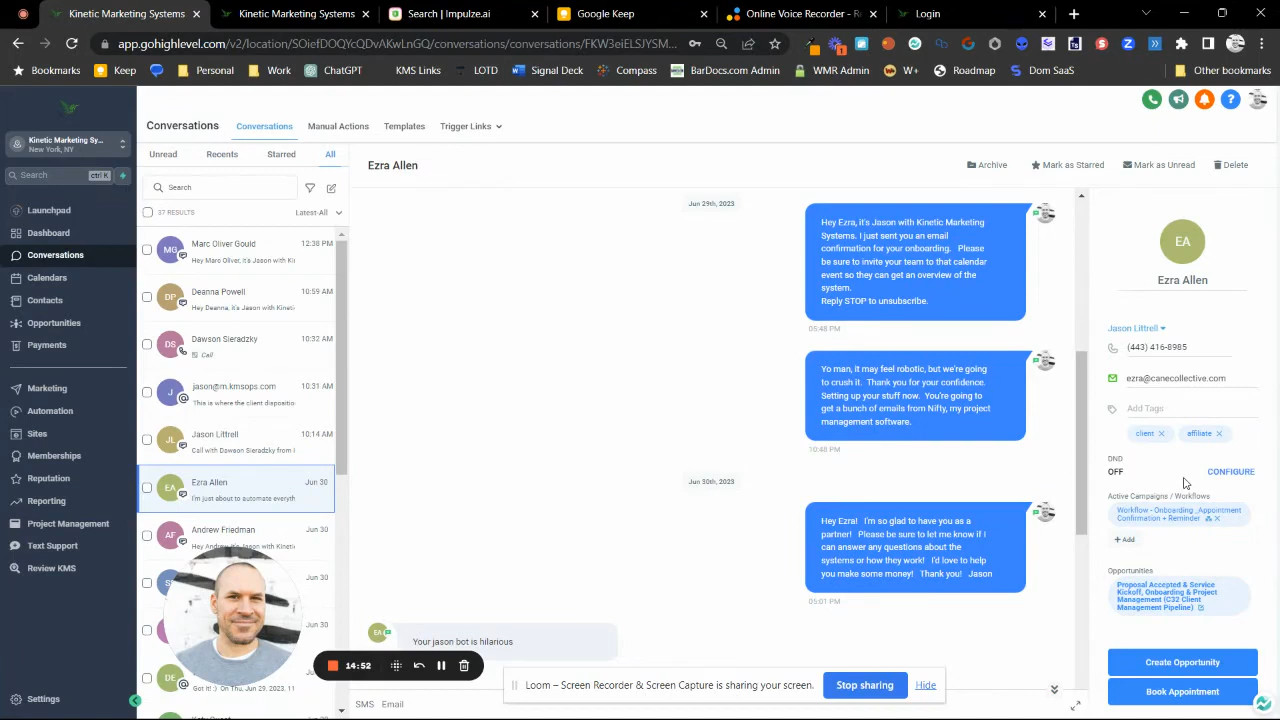 Kinetic Marketing Systems
Kinetic Marketing Systems
Search | Impulze.ai
Google Keep
Online Voice Recorder - Re
Login
app.gohighlevel.com/v2/location/SOiefDOQYcQDvAKwLnGQ/conversations/conversations/FKW3eiELSJYSM...
Bookmarks
Keep
Personal
Work
ChatGPT
KMS Links
LOTD
Signal Deck
Compass
BarDocs.com Admin
WMR Admin
W+
Roadmap
Dom SaaS
Kinetic Marketing Sy...
New York, NY
Search
ctrl K
Launchpad
Dashboard
Conversations
Calendars
Contacts
Opportunities
Payments
Marketing
Automation
Sites
Memberships
Reputation
Reporting
Project Management
Support
Review KMS
Settings
Conversations
Conversations
Manual Actions
Templates
Trigger Links
Unread
Recents
Starred
All
Search
37 RESULTS
Latest-All
MG
Marc Oliver Gould
12:38 PM
Hey Marc Oliver, it's Jason with Ki
DP
Deanna Powell
10:59 AM
Hey Deanna, it's Jason with Kineti
DS
Dawson Sieradzky
10:32 AM
Call
J
jason@m.kmsops.com
10:31 AM
This is where the client dispositio
JL
Jason Littrell
10:14 AM
Call with Dawson Sieradzky from
EA
Ezra Allen
Jun 30
I'm just about to automate everyth
AF
Andrew Friedman
Jun 30
Hey Andrew, it's Jason with Kineti
Jun 30
Jun 30
DE
Got it! :) On Thu, Jun 29, 2023, 11
Jun 30
Ezra Allen
Archive
Mark as Starred
Mark as Unread
Delete
Jun 29th, 2023
Hey Ezra, it's Jason with Kinetic Marketing
Systems. I just sent you an email
confirmation for your onboarding. Please
be sure to invite your team to that calendar
event so they can get an overview of the
system.
Reply STOP to unsubscribe.
05:48 PM
Yo man, it may feel robotic, but we're going
to crush it. Thank you for your confidence.
Setting up your stuff now. You're going to
get a bunch of emails from Nifty, my project
management software.
10:48 PM
Jun 30th, 2023
Hey Ezra! I'm so glad to have you as a
partner! Please be sure to let me know if I
can answer any questions about the
systems or how they work! I'd love to help
you make some money! Thank you! Jason
05:01 PM
EA
Your jason bot is hilarious
14:52
Loom – Screen Recorder & Screen Capture is sharing your screen.
Stop sharing
Hide
SMS
Email
EA
Ezra Allen
Jason Littrell
(443) 416-8985
ezra@canecollective.com
Add Tags
client
affiliate
DND
OFF
CONFIGURE
Active Campaigns / Workflows
Workflow - Onboarding _Appointment
Confirmation + Reminder
+ Add
Opportunities
Proposal Accepted & Service
Kickoff, Onboarding & Project
Management (C32 Client
Management Pipeline)
Create Opportunity
Book Appointment